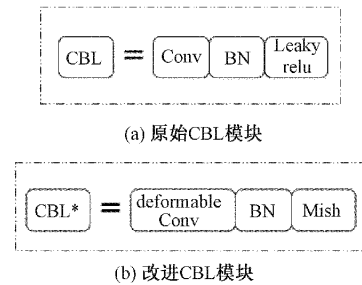 CBL = Conv BN Leaky relu
(a) 原始CBL模块
CBL* = deformable Conv BN Mish
(b) 改进CBL模块